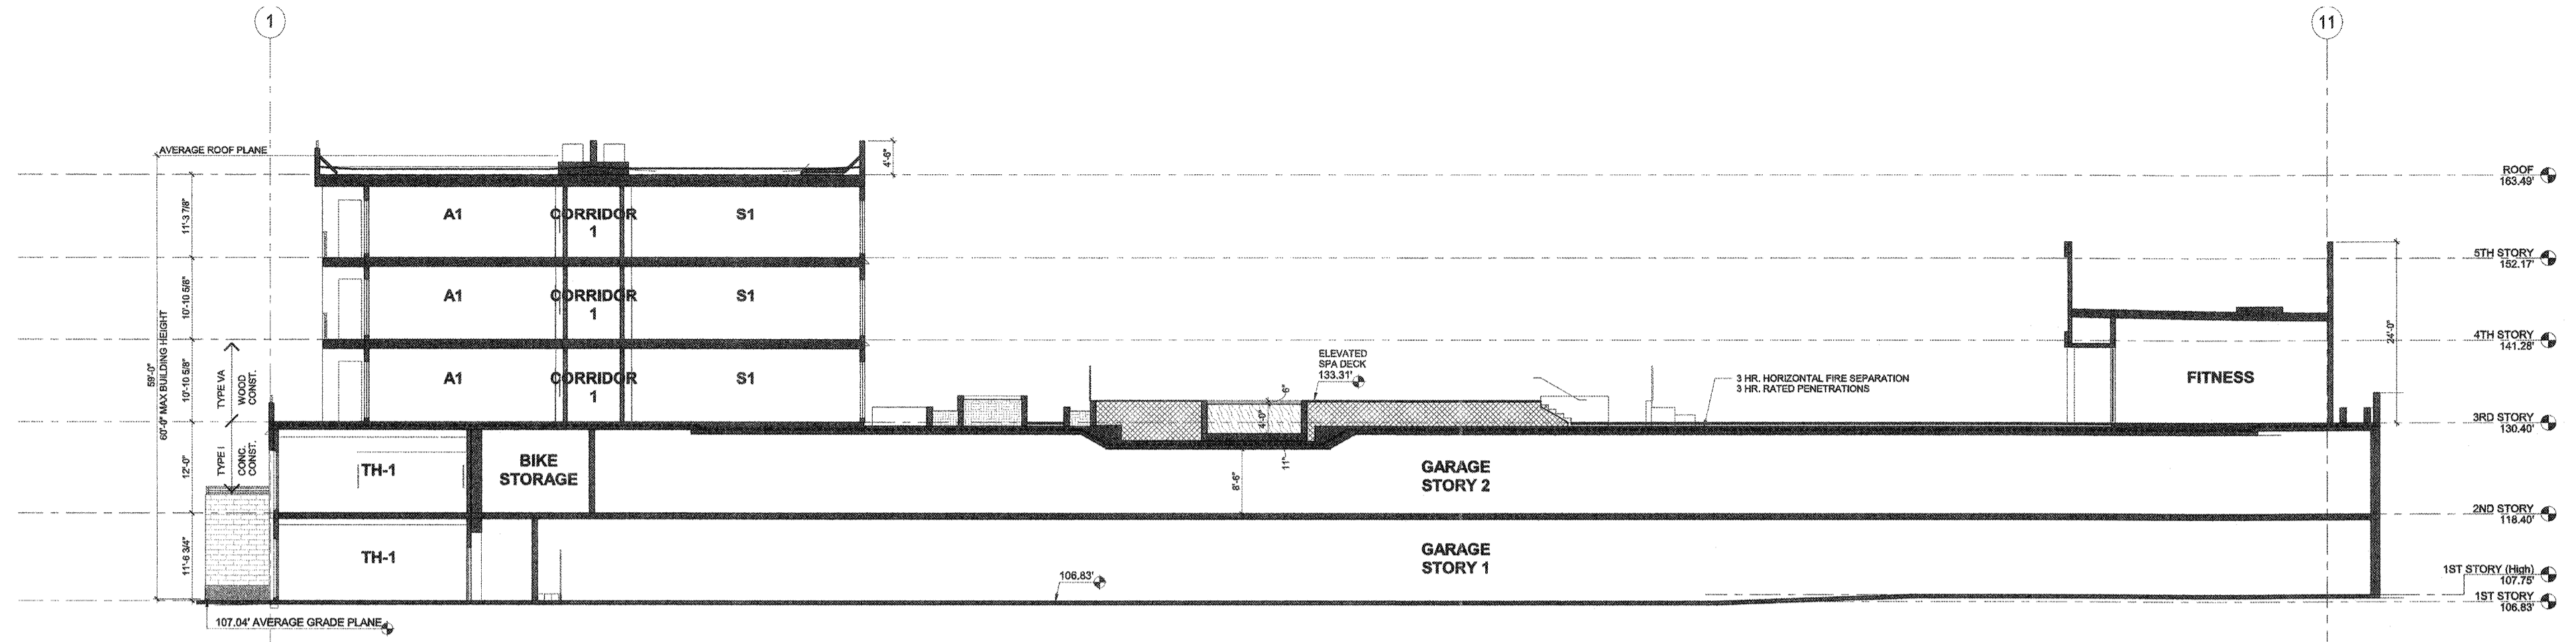 1
11
AVERAGE ROOF PLANE
4'-6"
ROOF
163.49'
11'-3 7/8"
A1
CORRIDOR
1
S1
5TH STORY
152.17'
10'-10 5/8"
A1
CORRIDOR
1
S1
4TH STORY
141.28'
24'-0"
59'-0"
60'-0" MAX BUILDING HEIGHT
10'-10 5/8"
TYPE VA
WOOD
CONST.
A1
CORRIDOR
1
S1
ELEVATED
SPA DECK
133.31'
6"
4'-0"
3 HR. HORIZONTAL FIRE SEPARATION
3 HR. RATED PENETRATIONS
FITNESS
3RD STORY
130.40'
12'-0"
TYPE I
CONC.
CONST.
TH-1
BIKE
STORAGE
8'-6"
11"
GARAGE
STORY 2
2ND STORY
118.40'
11'-6 3/4"
TH-1
106.83'
GARAGE
STORY 1
1ST STORY (High)
107.75'
1ST STORY
106.83'
107.04' AVERAGE GRADE PLANE